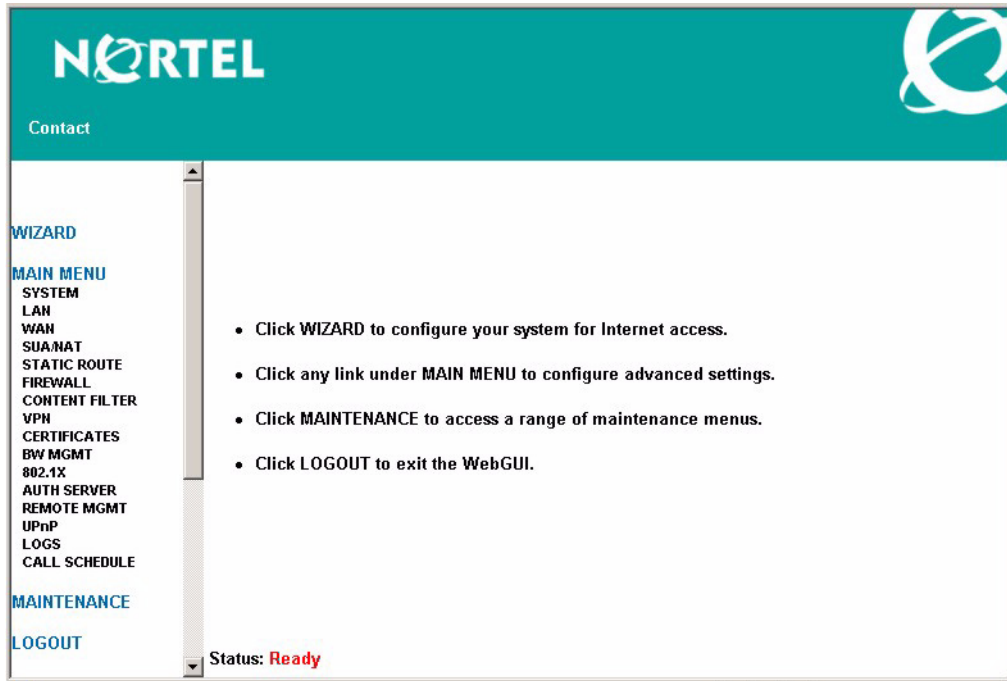 NORTEL
Contact
WIZARD
MAIN MENU
SYSTEM
LAN
WAN
SUA/NAT
STATIC ROUTE
FIREWALL
CONTENT FILTER
VPN
CERTIFICATES
BW MGMT
802.1X
AUTH SERVER
REMOTE MGMT
UPnP
LOGS
CALL SCHEDULE
MAINTENANCE
LOGOUT
• Click WIZARD to configure your system for Internet access.
• Click any link under MAIN MENU to configure advanced settings.
• Click MAINTENANCE to access a range of maintenance menus.
• Click LOGOUT to exit the WebGUI.
Status: Ready